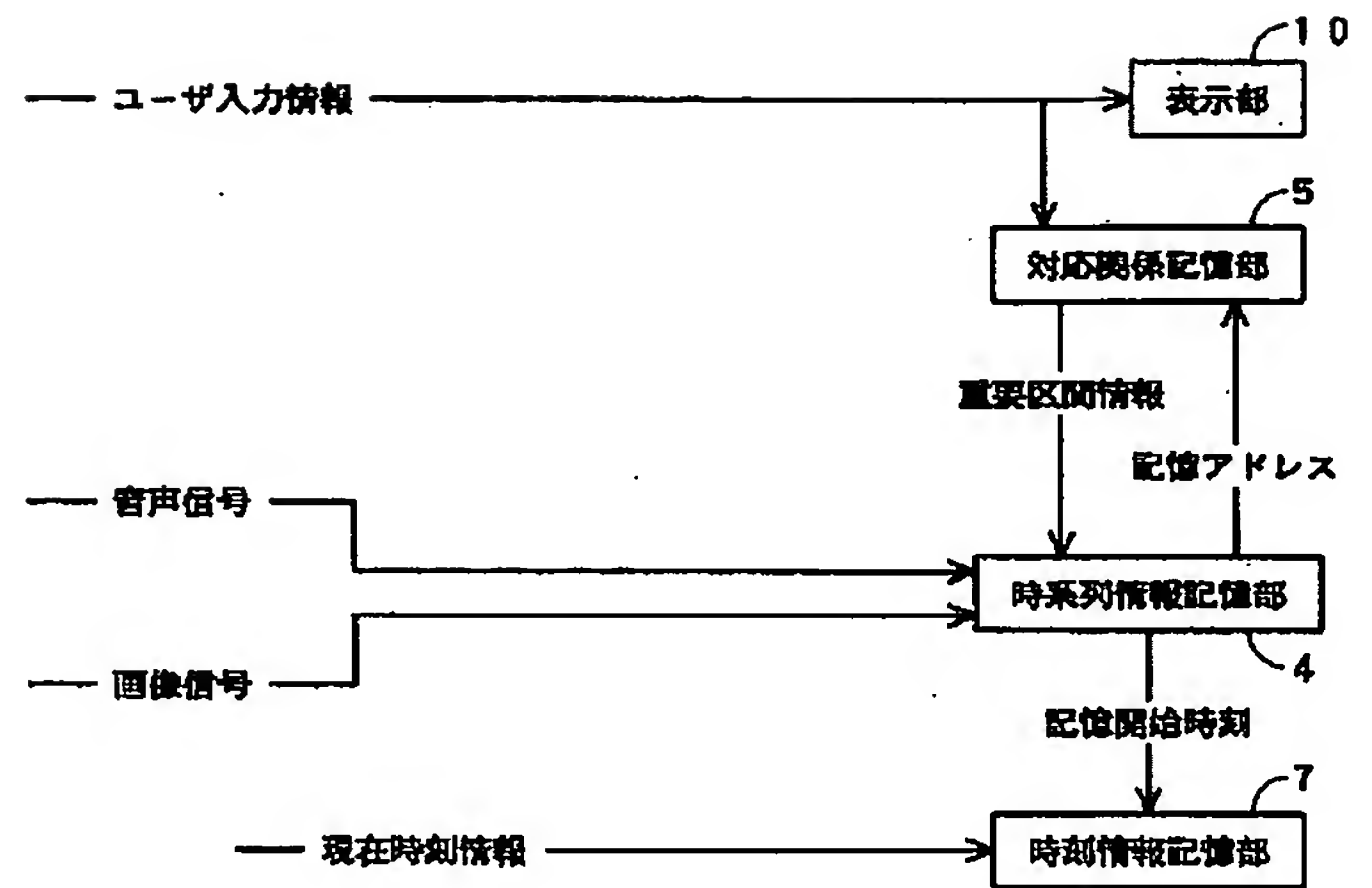 10
ユーザ入力情報
表示部
5
対応関係記憶部
重要区間情報
記憶アドレス
音声信号
時系列情報記憶部
4
画像信号
記憶開始時刻
7
現在時刻情報
時刻情報記憶部